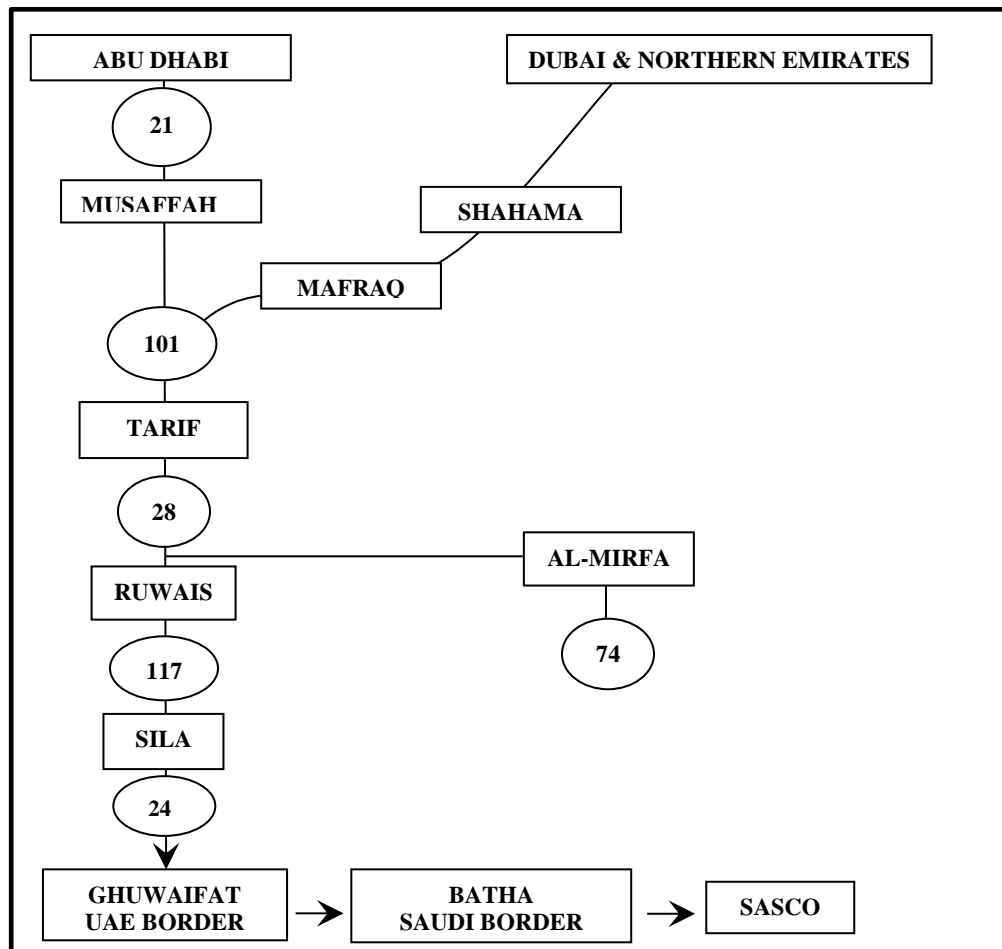 ABU DHABI
DUBAI & NORTHERN EMIRATES
21
MUSAFFAH
SHAHAMA
MAFRAQ
101
TARIF
28
AL-MIRFA
RUWAIS
74
117
SILA
24
GHUWAIFAT
UAE BORDER
BATHA
SAUDI BORDER
SASCO